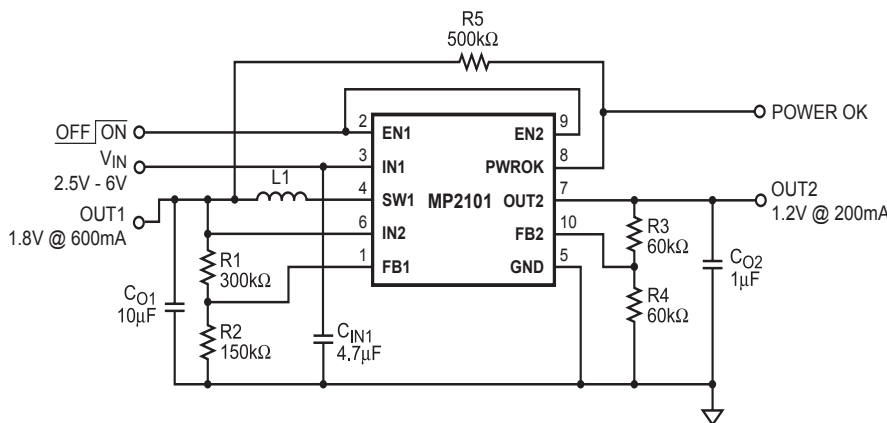 R5
500kΩ
OFF ON
2
EN1
EN2
9
POWER OK
VIN
2.5V - 6V
3
IN1
PWROK
8
L1
4
SW1
MP2101
OUT2
7
OUT2
1.2V @ 200mA
OUT1
1.8V @ 600mA
6
IN2
FB2
10
R3
60kΩ
R1
300kΩ
1
FB1
GND
5
CO2
1µF
CO1
10µF
R2
150kΩ
CIN1
4.7µF
R4
60kΩ